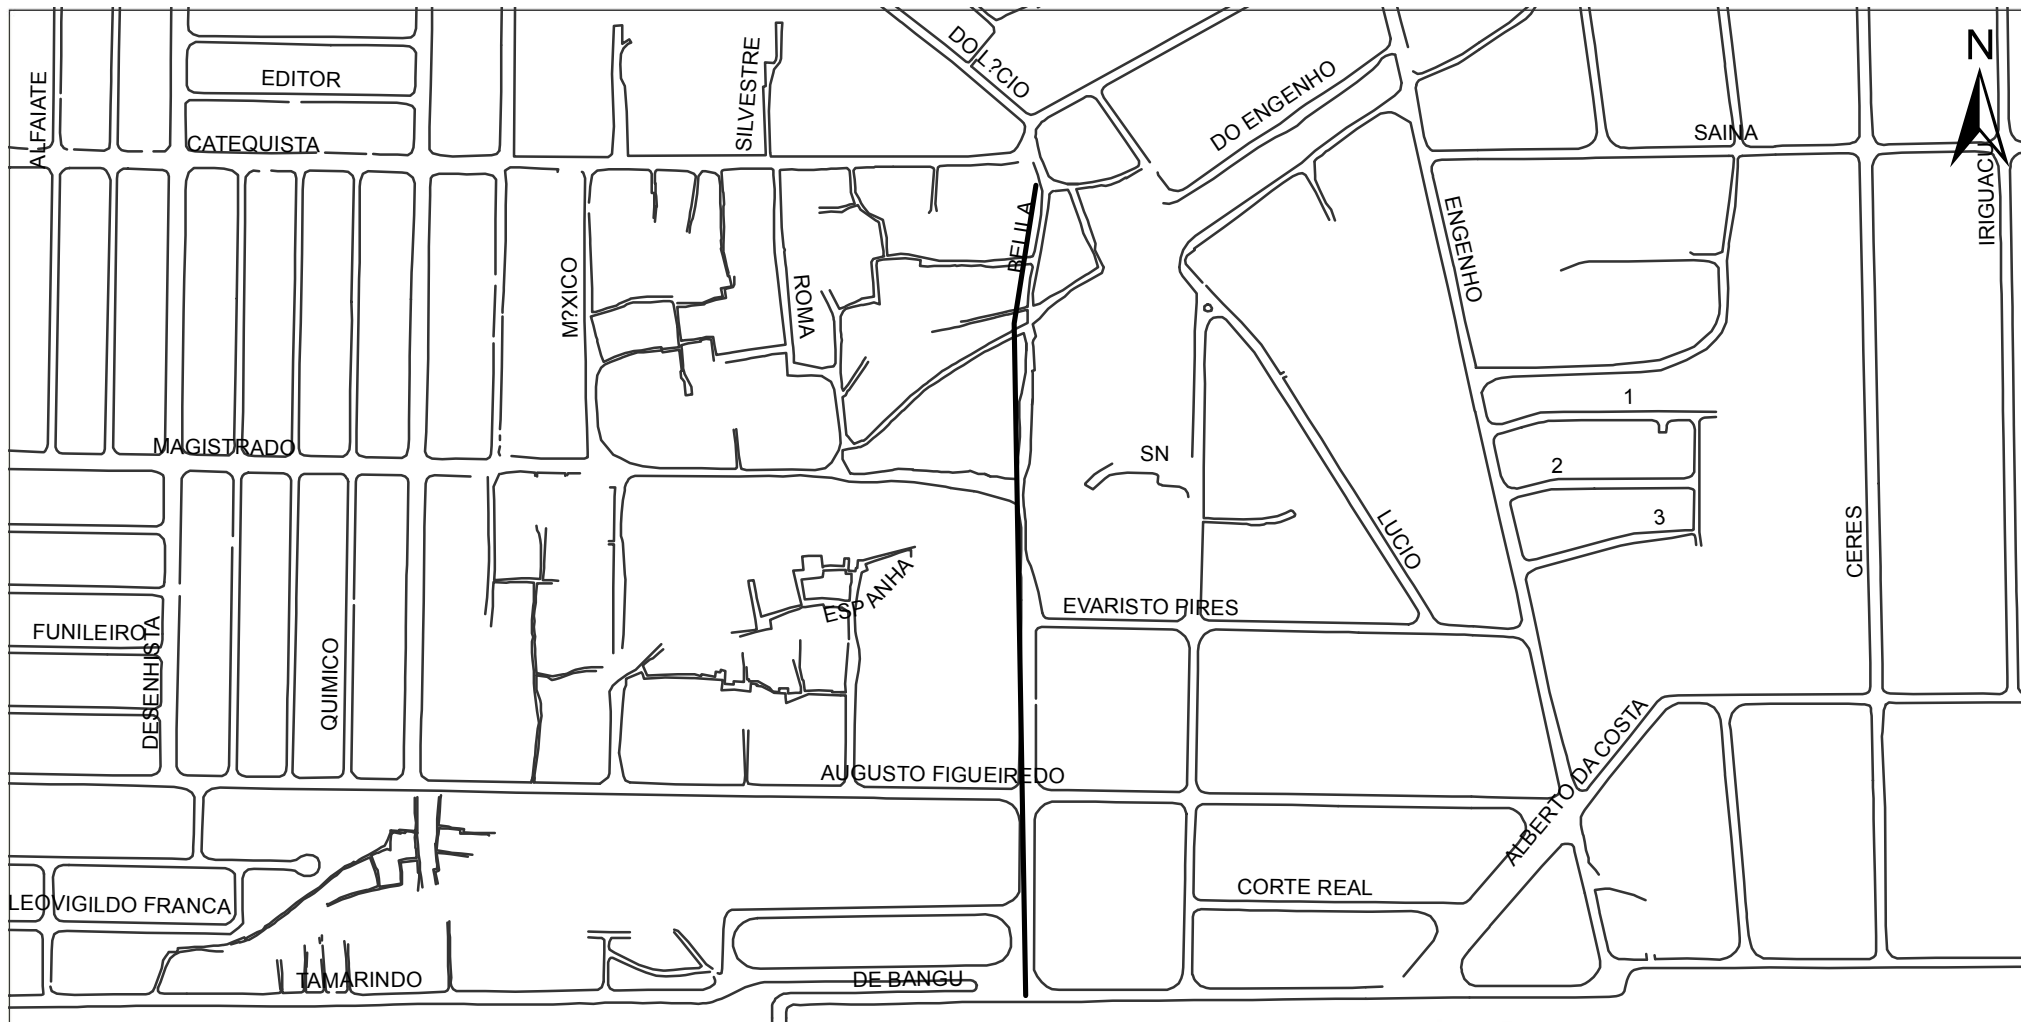 DO L?CIO
N
ALFAIATE
EDITOR
SILVESTRE
DO ENGENHO
CATEQUISTA
SAINA
IRIGUACU
BELILA
ENGENHO
M?XICO
ROMA
1
MAGISTRADO
SN
2
3
LUCIO
CERES
ESPANHA
EVARISTO PIRES
FUNILEIRO
DESENHISTA
QUIMICO
ALBERTO DA COSTA
AUGUSTO FIGUEIREDO
CORTE REAL
LEOVIGILDO FRANCA
TAMARINDO
DE BANGU